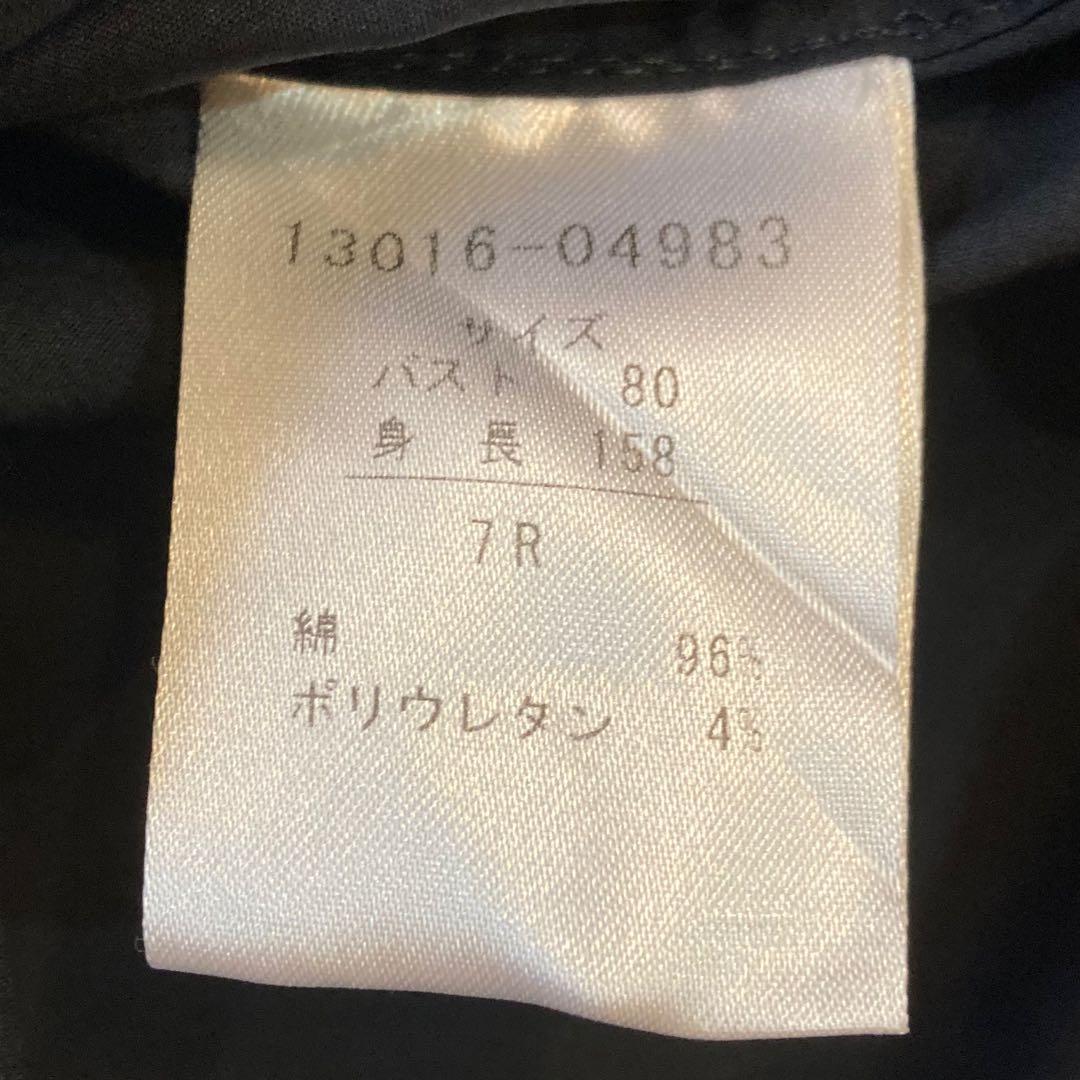 13016-04983
サイズ
バスト 80
身長 158
7R
綿 96%
ポリウレタン 4%